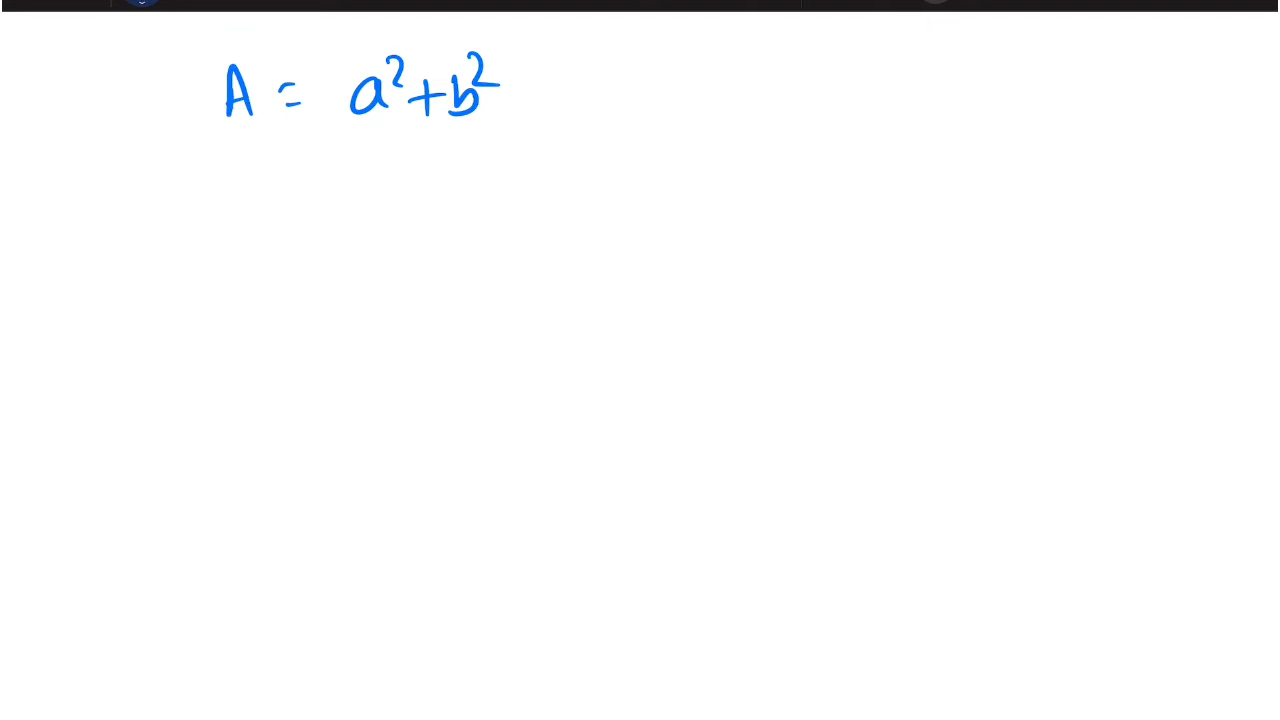 A = a²+b²